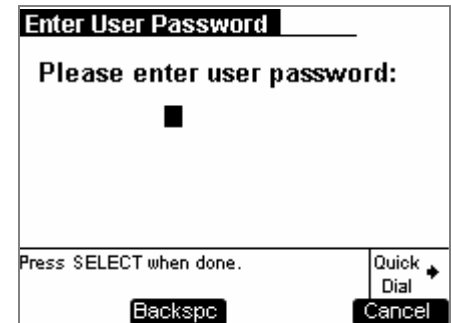 Enter User Password
Please enter user password:
Press SELECT when done.
Quick
Dial
Backspc
Cancel